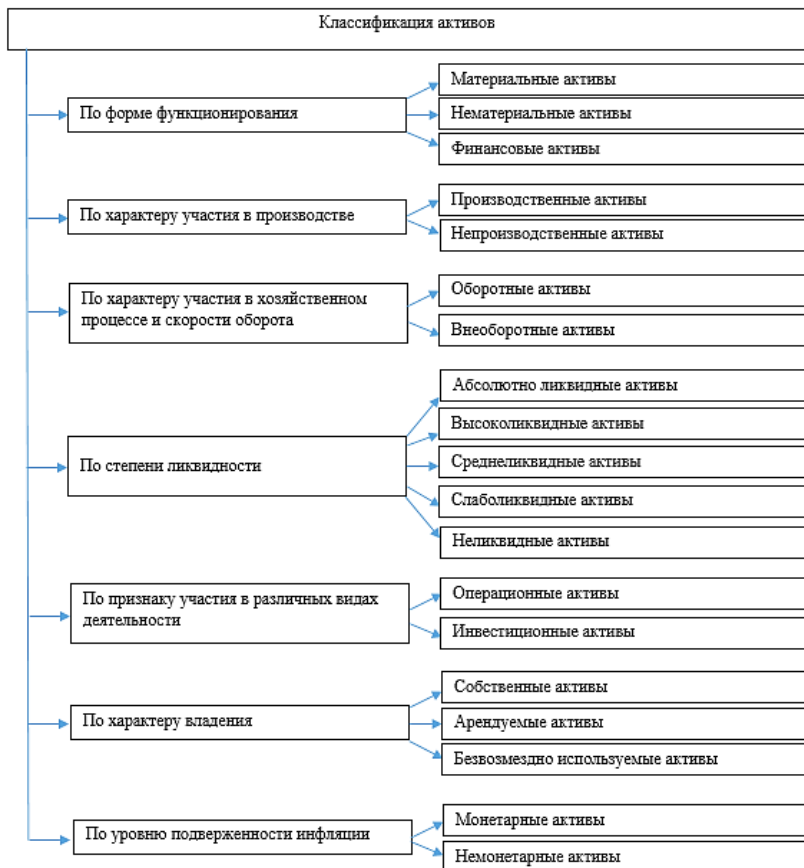 Классификация активов
По форме функционирования
Материальные активы
Нематериальные активы
Финансовые активы
По характеру участия в производстве
Производственные активы
Непроизводственные активы
По характеру участия в хозяйственном
процессе и скорости оборота
Оборотные активы
Внеоборотные активы
По степени ликвидности
Абсолютно ликвидные активы
Высоколиквидные активы
Среднеликвидные активы
Слаболиквидные активы
Неликвидные активы
По признаку участия в различных видах
деятельности
Операционные активы
Инвестиционные активы
По характеру владения
Собственные активы
Арендуемые активы
Безвозмездно используемые активы
По уровню подверженности инфляции
Монетарные активы
Немонетарные активы